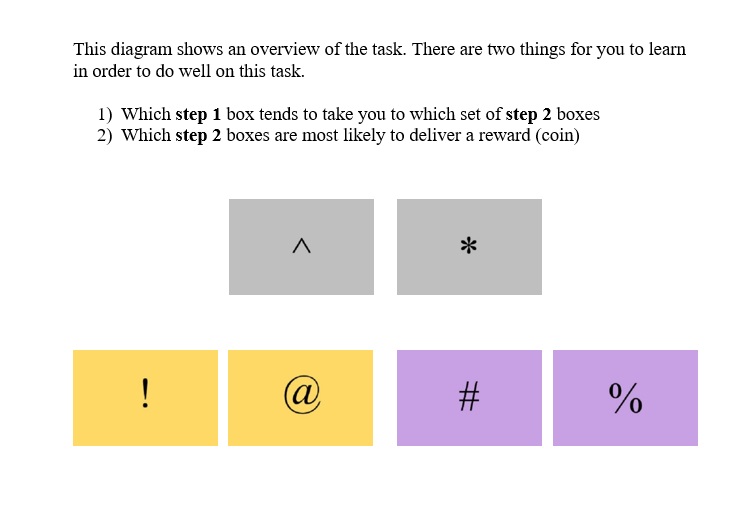 This diagram shows an overview of the task. There are two things for you to learn
in order to do well on this task.
1) Which step 1 box tends to take you to which set of step 2 boxes
2) Which step 2 boxes are most likely to deliver a reward (coin)
^ *
! @ # %